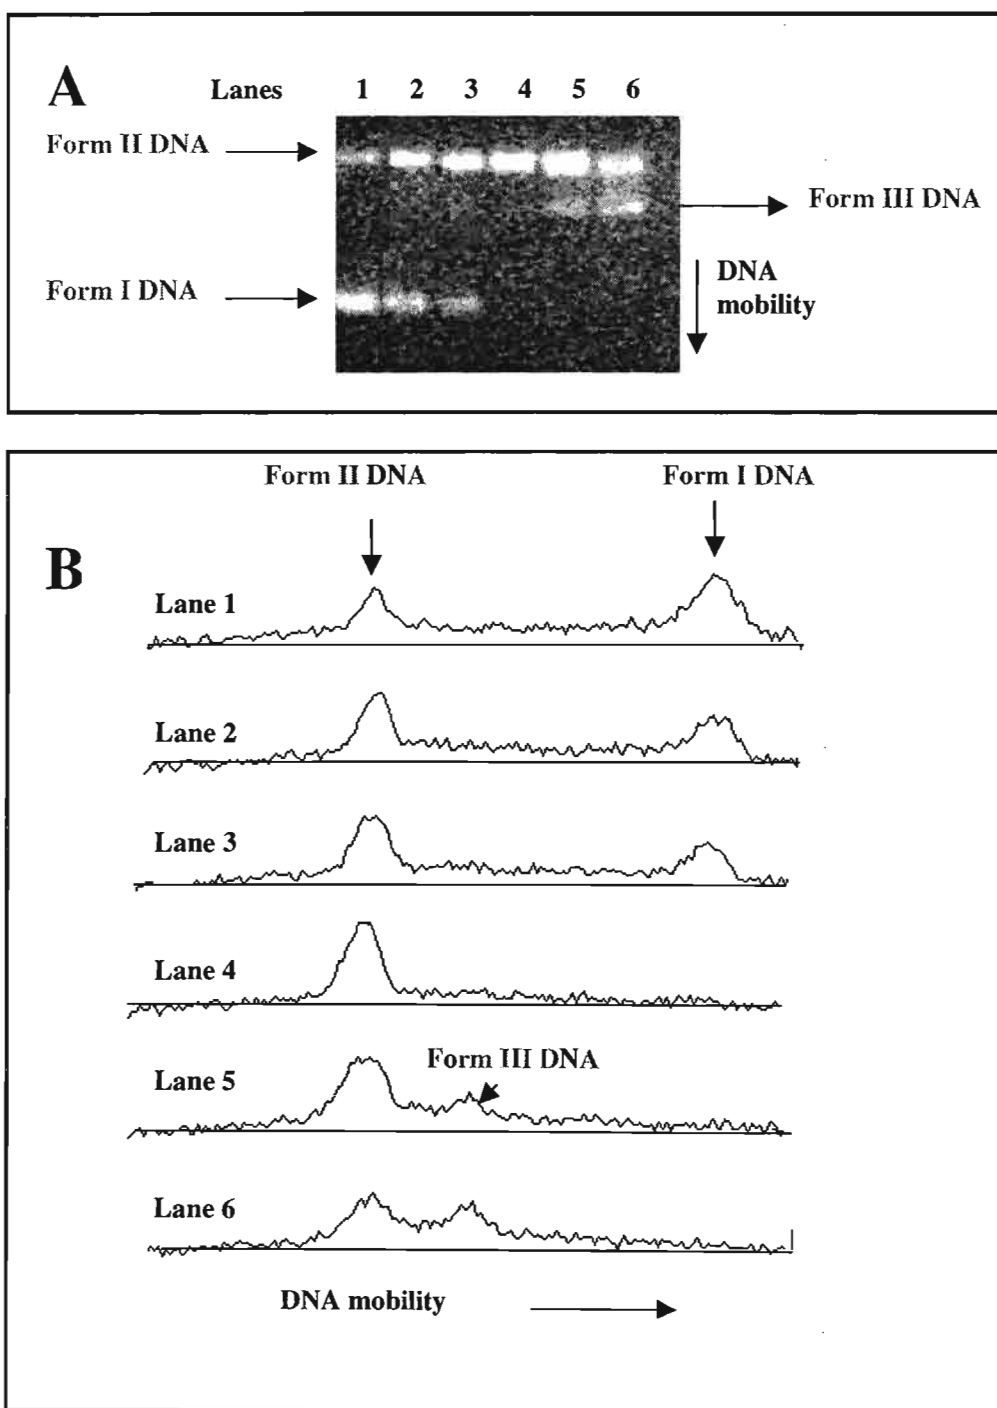 A
Lanes 1 2 3 4 5 6
Form II DNA
Form III DNA
Form I DNA
DNA
mobility
Form II DNA Form I DNA
B
Lane 1
Lane 2
Lane 3
Lane 4
Form III DNA
Lane 5
Lane 6
DNA mobility